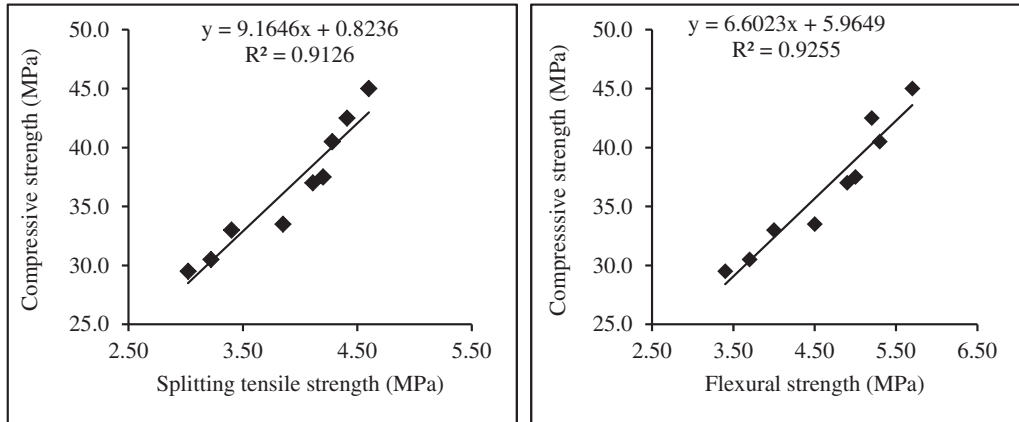 y = 9.1646x + 0.8236
R² = 0.9126
50.0
45.0
40.0
35.0
30.0
25.0
Compressive strength (MPa)
2.50 3.50 4.50 5.50
Splitting tensile strength (MPa)
y = 6.6023x + 5.9649
R² = 0.9255
50.0
45.0
40.0
35.0
30.0
25.0
Compresssive strength (MPa)
2.50 3.50 4.50 5.50 6.50
Flexural strength (MPa)